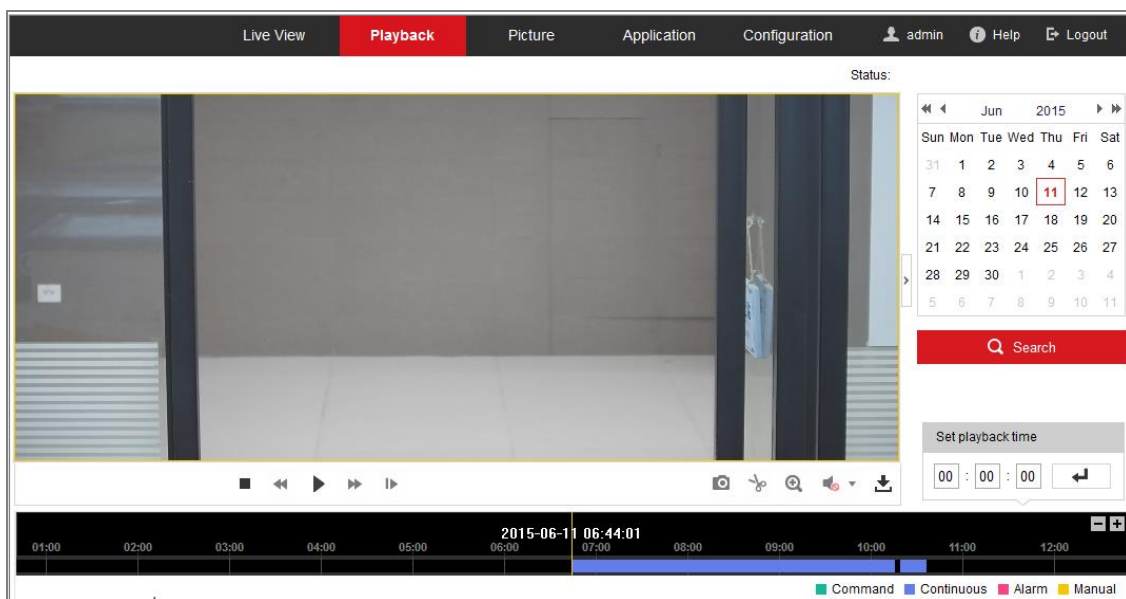 Live View Playback Picture Application Configuration admin Help Logout
Status:
Jun 2015
Sun Mon Tue Wed Thu Fri Sat
31 1 2 3 4 5 6
7 8 9 10 11 12 13
14 15 16 17 18 19 20
21 22 23 24 25 26 27
28 29 30 1 2 3 4
5 6 7 8 9 10 11
Search
Set playback time
00 : 00 : 00
2015-06-11 06:44:01
01:00 02:00 03:00 04:00 05:00 06:00 07:00 08:00 09:00 10:00 11:00 12:00
Command Continuous Alarm Manual